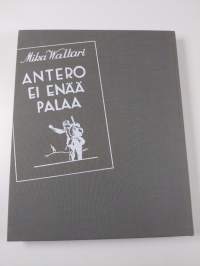 Mika Waltari
ANTERO
EI ENÄÄ
PALAA